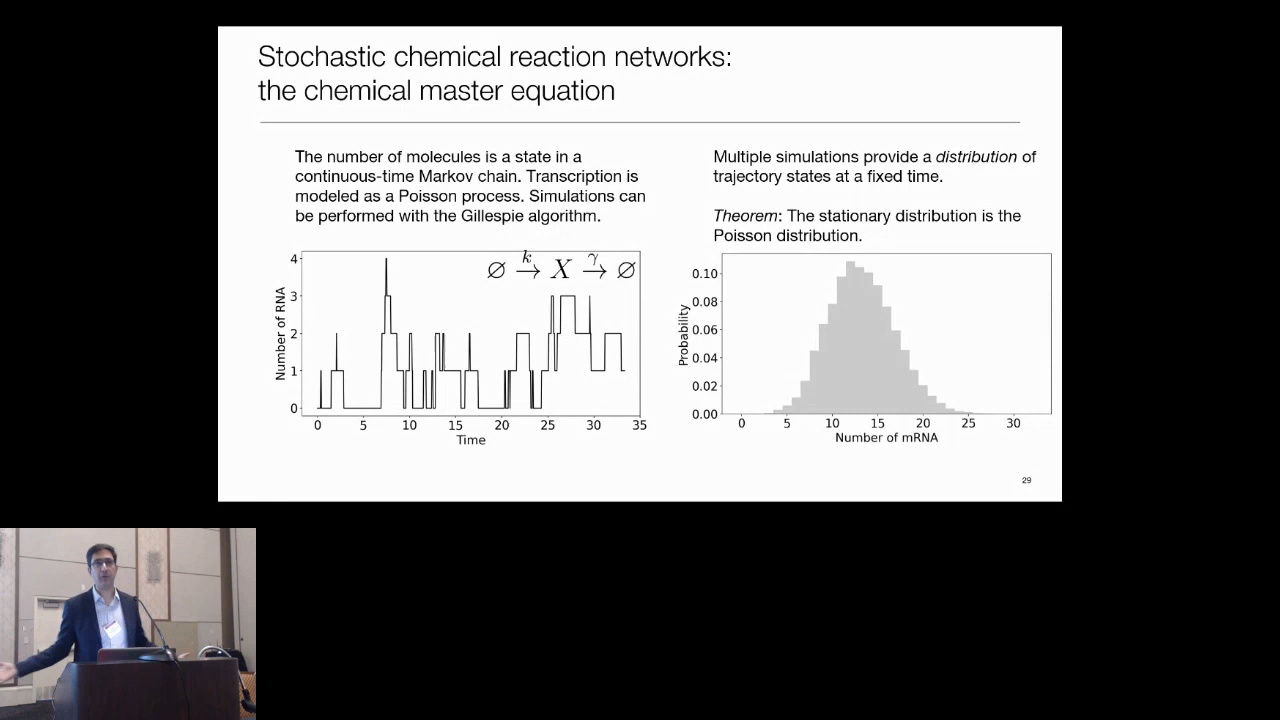 Stochastic chemical reaction networks:
the chemical master equation
The number of molecules is a state in a
continuous-time Markov chain. Transcription is
modeled as a Poisson process. Simulations can
be performed with the Gillespie algorithm.
∅ k→ X γ→ ∅
Number of RNA
4
3
2
1
0
0 5 10 15 20 25 30 35
Time
Multiple simulations provide a distribution of
trajectory states at a fixed time.
Theorem: The stationary distribution is the
Poisson distribution.
Probability
0.10
0.08
0.06
0.04
0.02
0.00
0 5 10 15 20 25 30
Number of mRNA
29